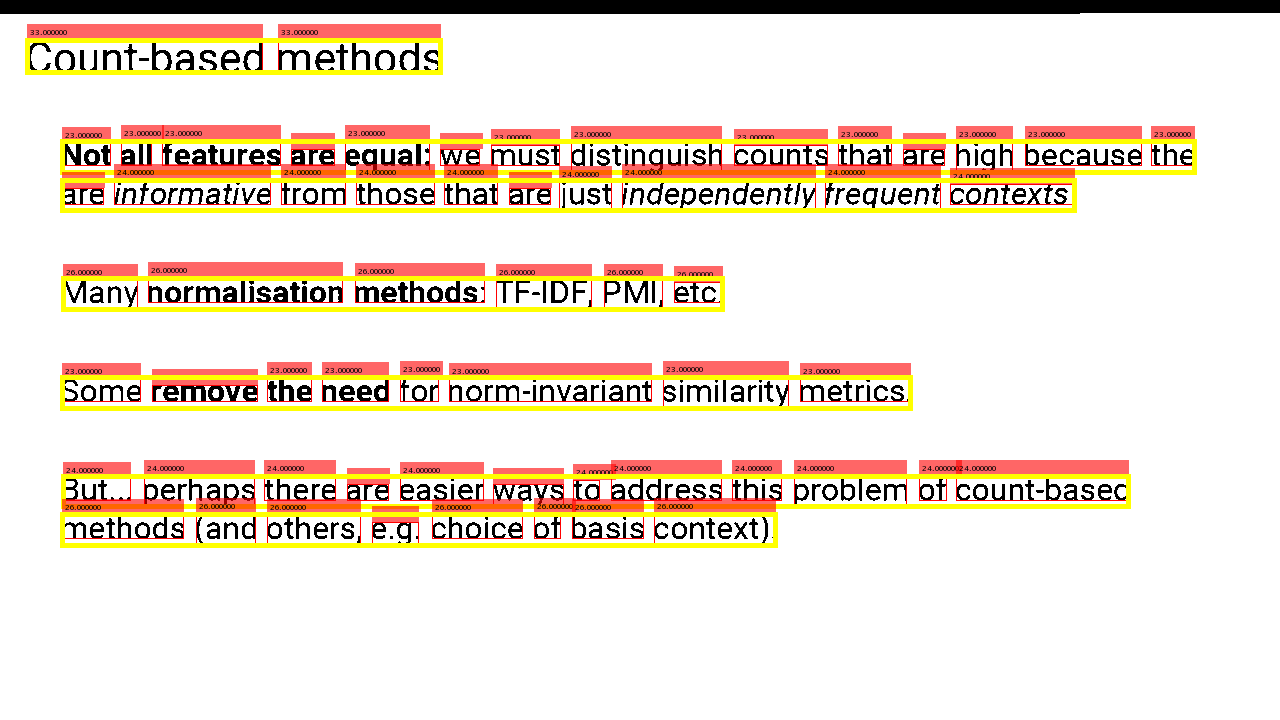 Count-based methods
Not all features are equal: we must distinguish counts that are high because the
are informative from those that are just independently frequent contexts
Many normalisation methods: TF-IDF, PMI, etc.
Some remove the need for norm-invariant similarity metrics.
But... perhaps there are easier ways to address this problem of count-based
methods (and others, e.g. choice of basis context).